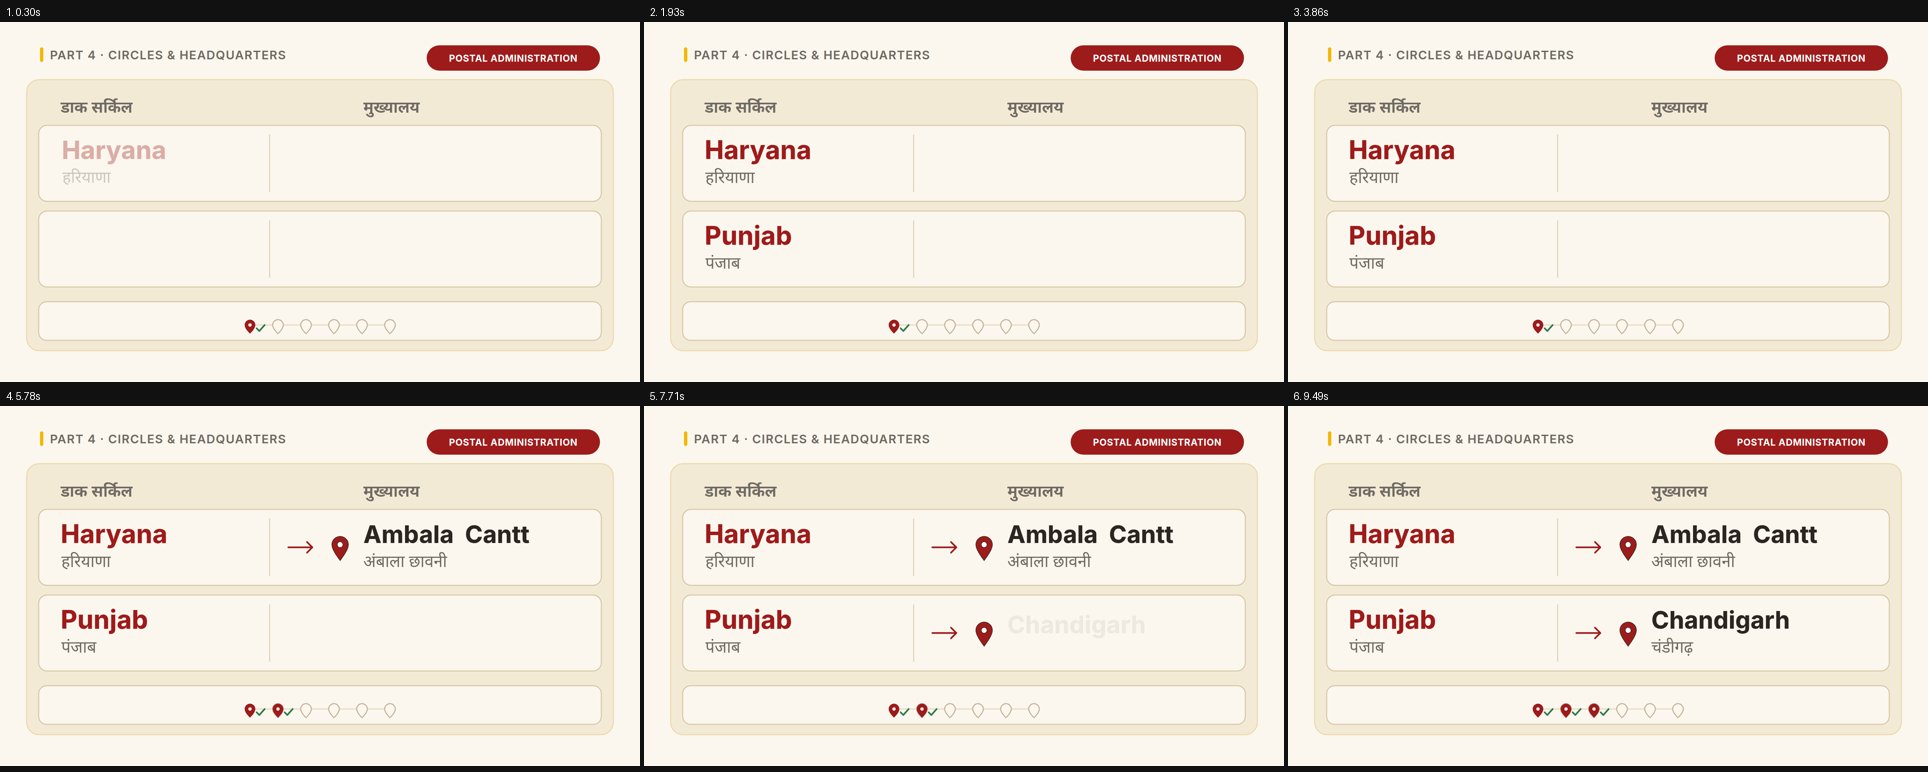 1. 0.30s
PART 4 · CIRCLES & HEADQUARTERS
POSTAL ADMINISTRATION
डाक सर्किल
मुख्यालय
Haryana
हरियाणा
2. 1.93s
PART 4 · CIRCLES & HEADQUARTERS
POSTAL ADMINISTRATION
डाक सर्किल
मुख्यालय
Haryana
हरियाणा
Punjab
पंजाब
3. 3.86s
PART 4 · CIRCLES & HEADQUARTERS
POSTAL ADMINISTRATION
डाक सर्किल
मुख्यालय
Haryana
हरियाणा
Punjab
पंजाब
4. 5.78s
PART 4 · CIRCLES & HEADQUARTERS
POSTAL ADMINISTRATION
डाक सर्किल
मुख्यालय
Haryana
हरियाणा
Ambala Cantt
अंबाला छावनी
Punjab
पंजाब
5. 7.71s
PART 4 · CIRCLES & HEADQUARTERS
POSTAL ADMINISTRATION
डाक सर्किल
मुख्यालय
Haryana
हरियाणा
Ambala Cantt
अंबाला छावनी
Punjab
पंजाब
Chandigarh
6. 9.49s
PART 4 · CIRCLES & HEADQUARTERS
POSTAL ADMINISTRATION
डाक सर्किल
मुख्यालय
Haryana
हरियाणा
Ambala Cantt
अंबाला छावनी
Punjab
पंजाब
Chandigarh
चंडीगढ़